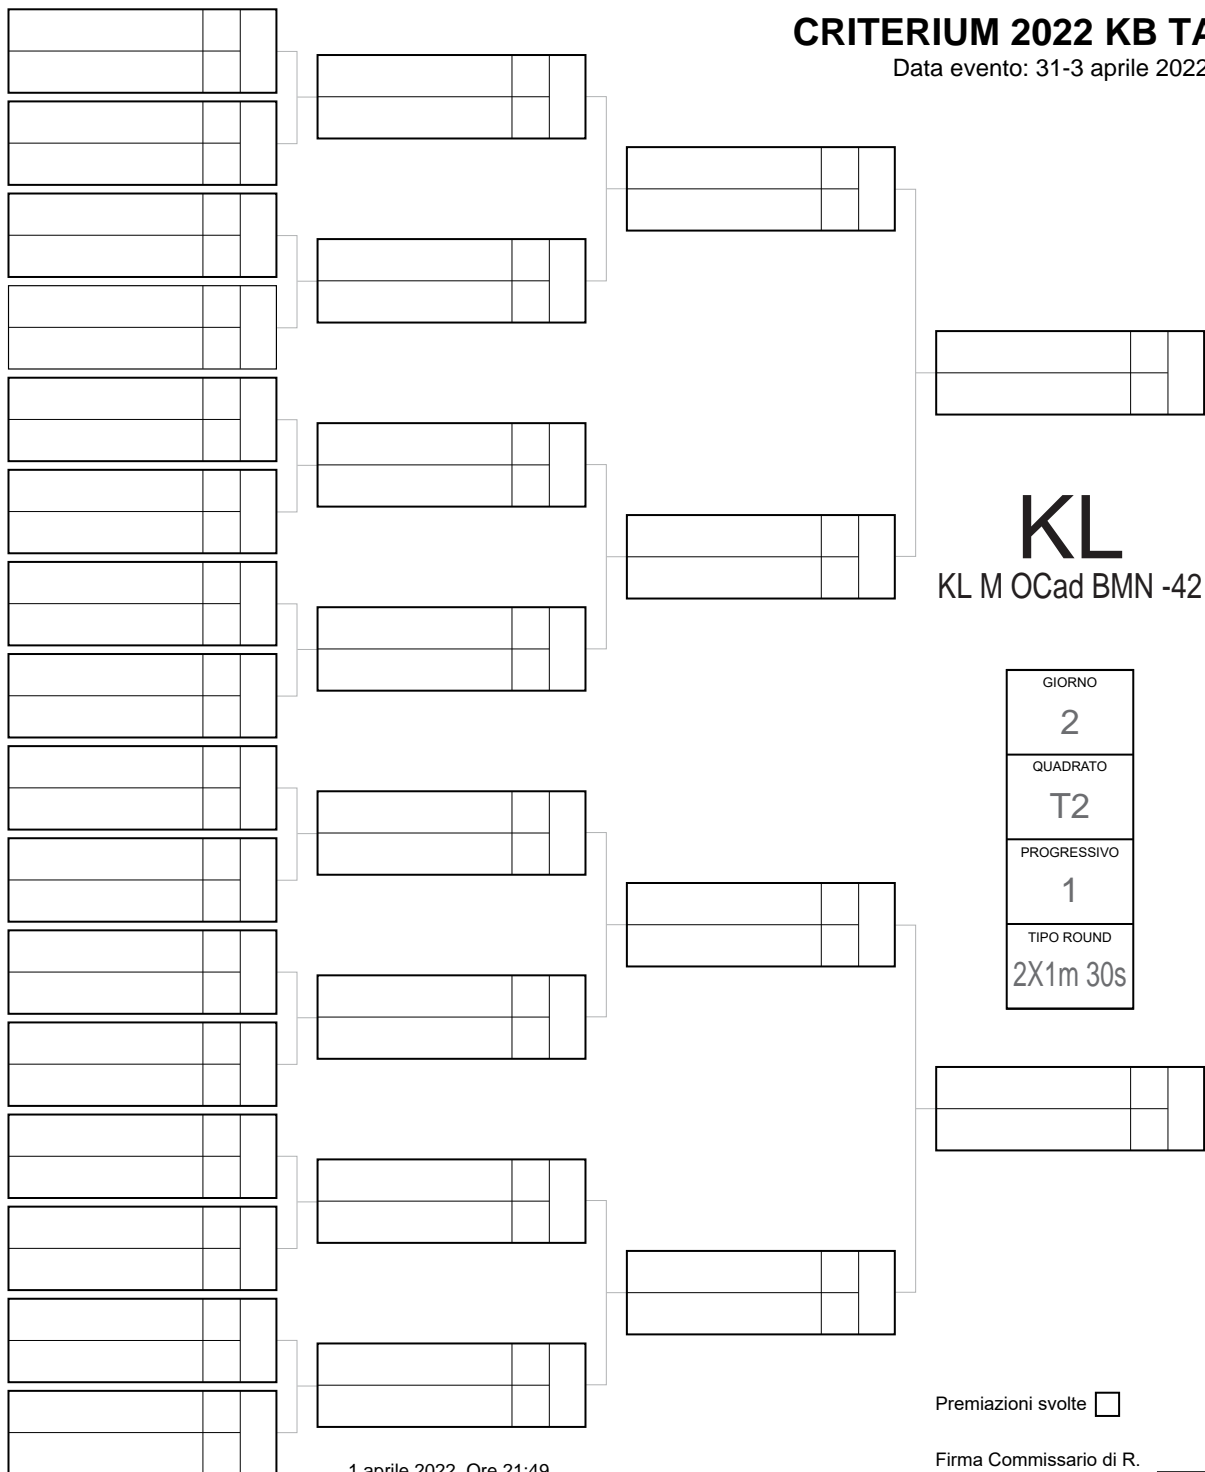 CRITERIUM 2022 KB TA
Data evento: 31-3 aprile 2022
KL
KL M OCad BMN -42
GIORNO
2
QUADRATO
T2
PROGRESSIVO
1
TIPO ROUND
2X1m 30s
Premiazioni svolte
Firma Commissario di R.
1 aprile 2022 Ore 21:49